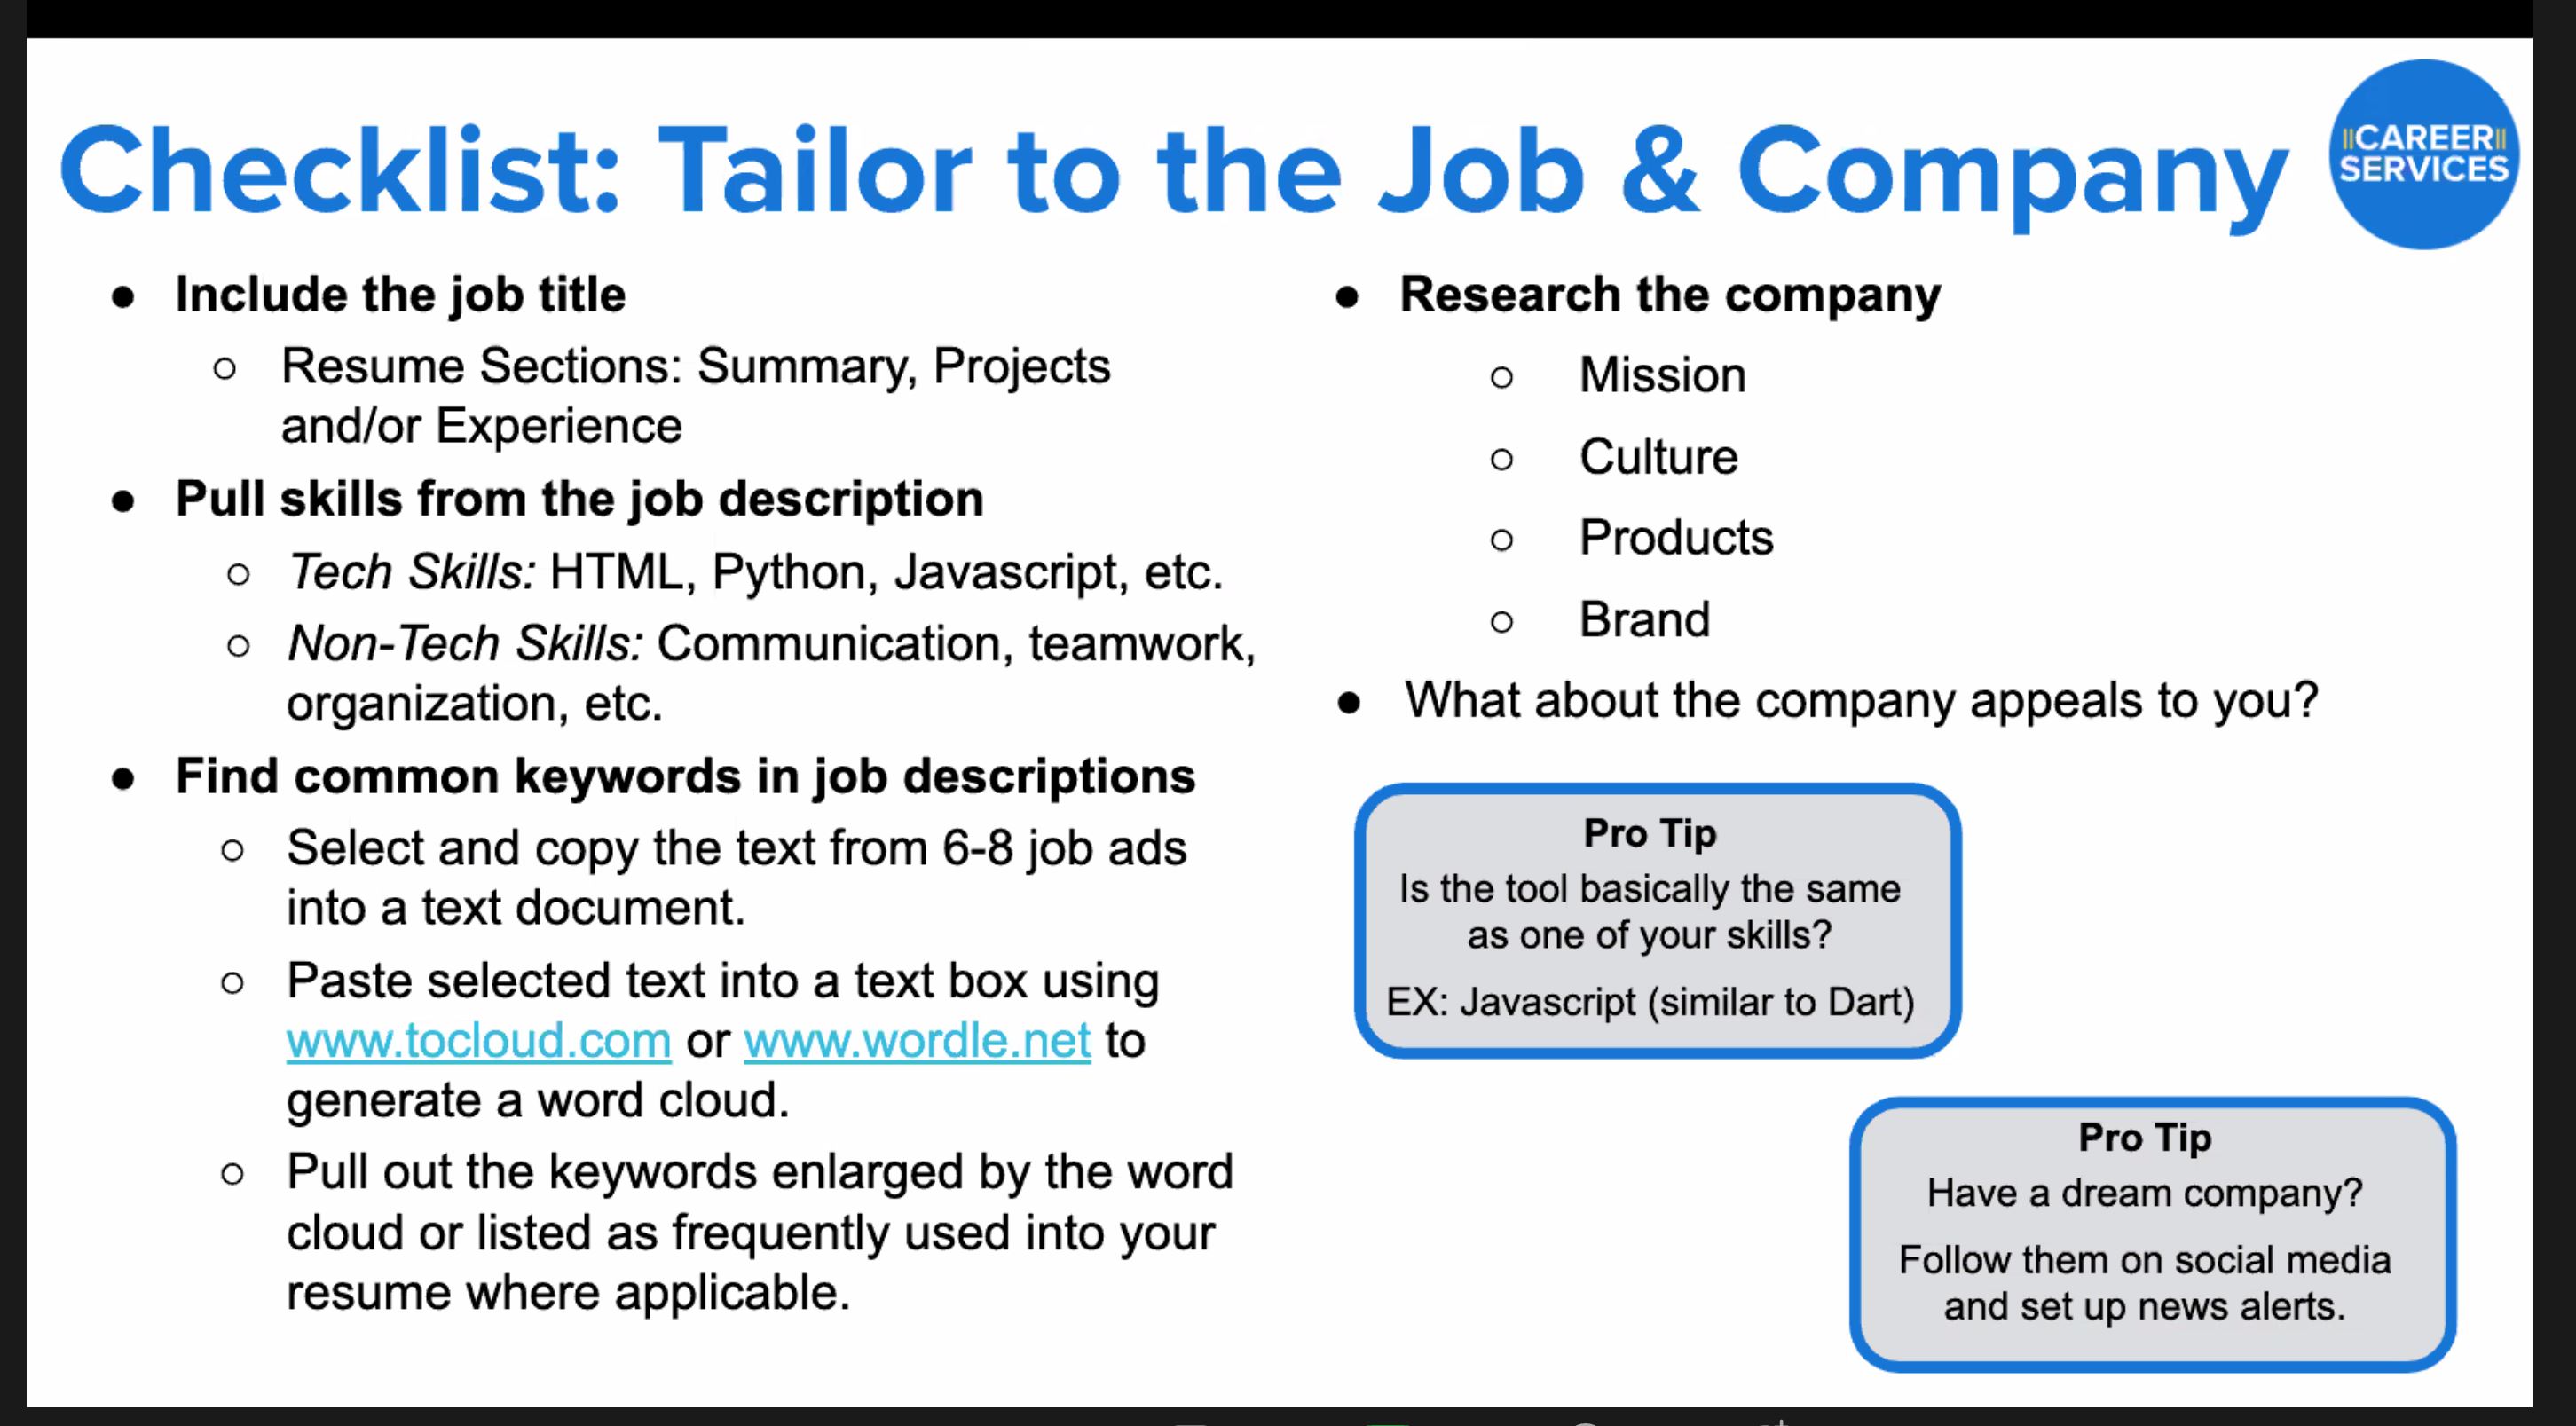 Checklist: Tailor to the Job & Company
CAREER
SERVICES
● Include the job title
○ Resume Sections: Summary, Projects
and/or Experience
● Pull skills from the job description
○ Tech Skills: HTML, Python, Javascript, etc.
○ Non-Tech Skills: Communication, teamwork,
organization, etc.
● Find common keywords in job descriptions
○ Select and copy the text from 6-8 job ads
into a text document.
○ Paste selected text into a text box using
www.tocloud.com or www.wordle.net to
generate a word cloud.
○ Pull out the keywords enlarged by the word
cloud or listed as frequently used into your
resume where applicable.
● Research the company
○ Mission
○ Culture
○ Products
○ Brand
● What about the company appeals to you?
Pro Tip
Is the tool basically the same
as one of your skills?
EX: Javascript (similar to Dart)
Pro Tip
Have a dream company?
Follow them on social media
and set up news alerts.